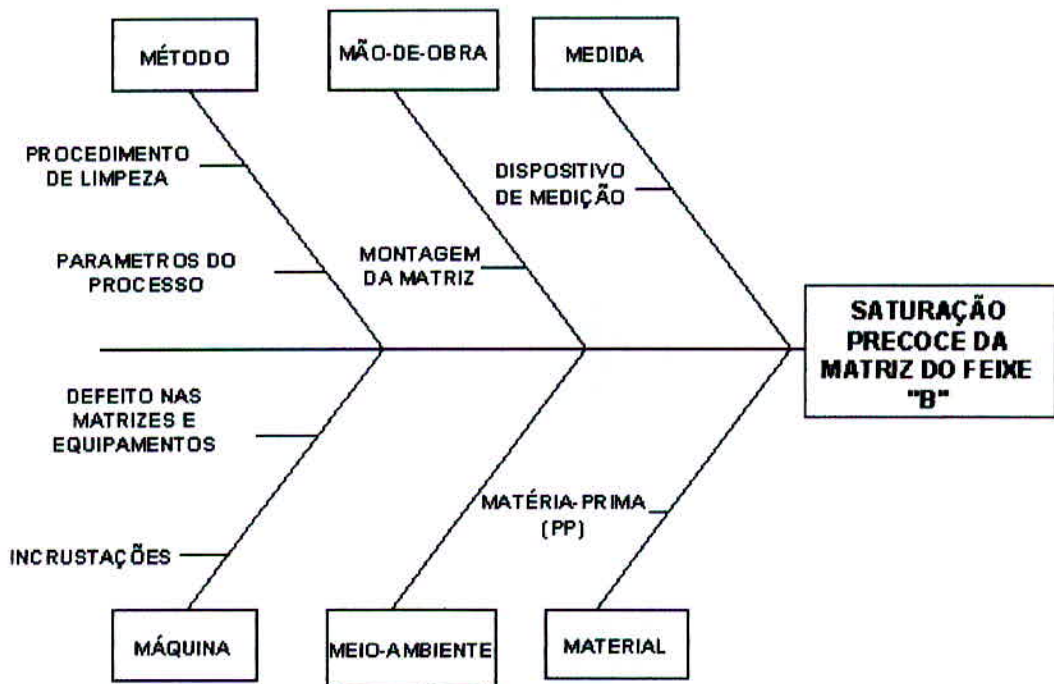 MÉTODO
MÃO-DE-OBRA
MEDIDA
PROCEDIMENTO
DE LIMPEZA
DISPOSITIVO
DE MEDIÇÃO
PARAMETROS DO
PROCESSO
MONTAGEM
DA MATRIZ
SATURAÇÃO
PRECOCE DA
MATRIZ DO FEIXE
"B"
DEFEITO NAS
MATRIZES E
EQUIPAMENTOS
MATÉRIA-PRIMA
(PP)
INCRUSTAÇÕES
MÁQUINA
MEIO-AMBIENTE
MATERIAL